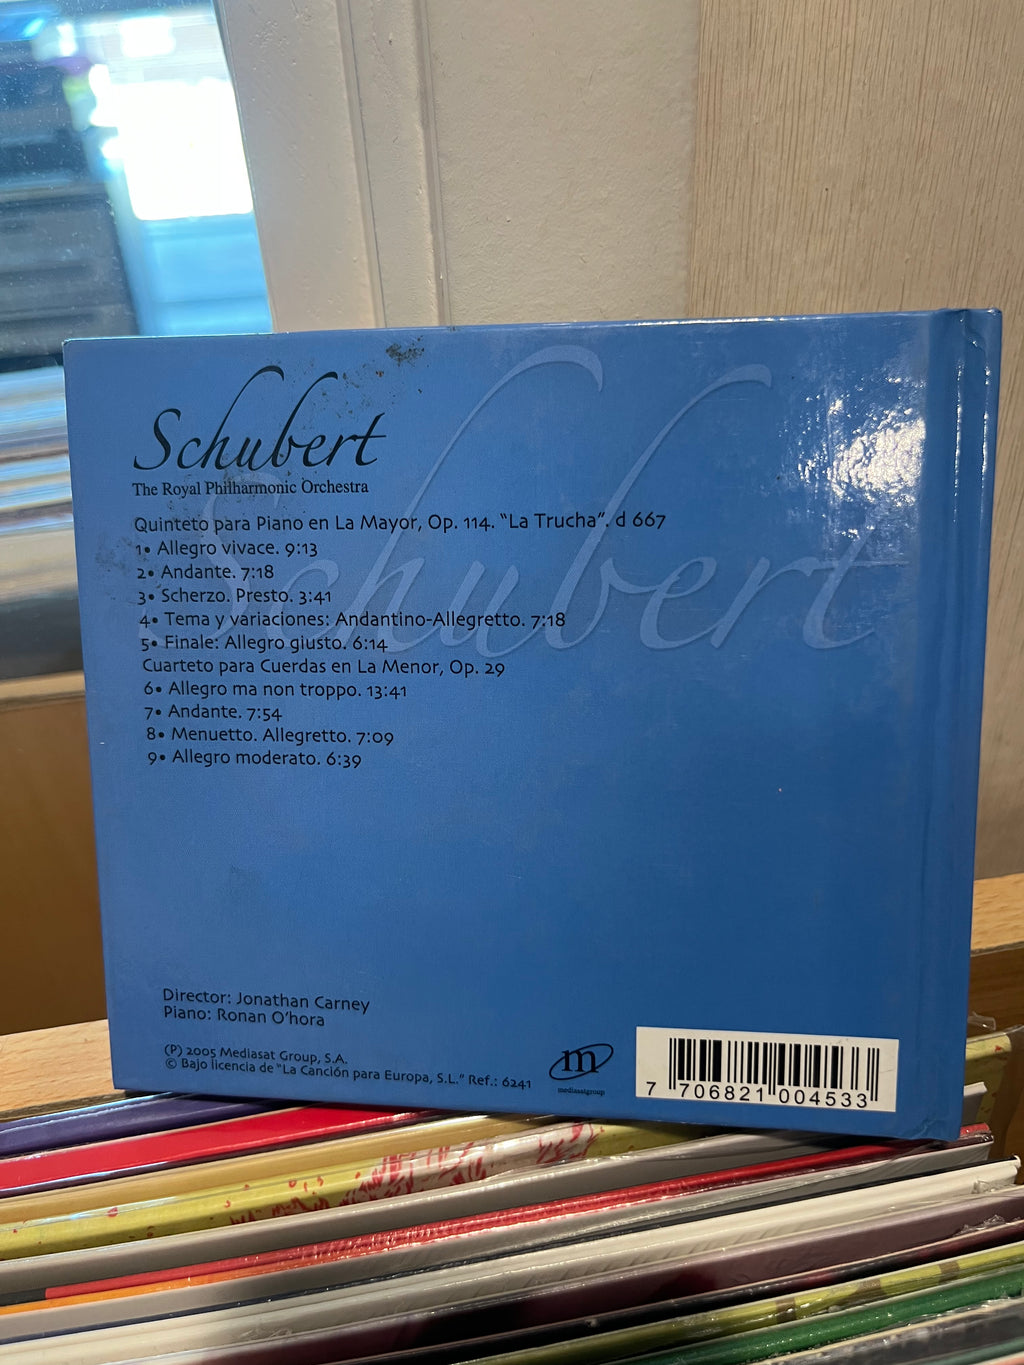 Schubert
The Royal Philharmonic Orchestra
Schubert
Quinteto para Piano en La Mayor, Op. 114. “La Trucha”. d 667
1• Allegro vivace. 9:13
2• Andante. 7:18
3• Scherzo. Presto. 3:41
4• Tema y variaciones: Andantino-Allegretto. 7:18
5• Finale: Allegro giusto. 6:14
Cuarteto para Cuerdas en La Menor, Op. 29
6• Allegro ma non troppo. 13:41
7• Andante. 7:54
8• Menuetto. Allegretto. 7:09
9• Allegro moderato. 6:39
Director: Jonathan Carney
Piano: Ronan O'hora
(P) 2005 Mediasat Group, S.A.
© Bajo licencia de “La Canción para Europa, S.L.” Ref.: 6241
m
mediasatgroup
7 706821 004533